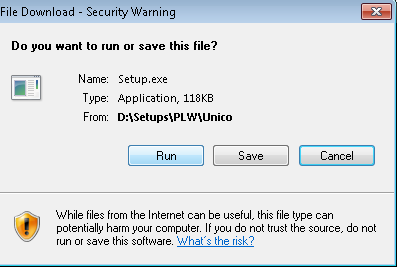 File Download - Security Warning
Do you want to run or save this file?
Name: Setup.exe
Type: Application, 118KB
From: D:\Setups\PLW\Unico
Run Save Cancel
While files from the Internet can be useful, this file type can
potentially harm your computer. If you do not trust the source, do not
run or save this software. What's the risk?